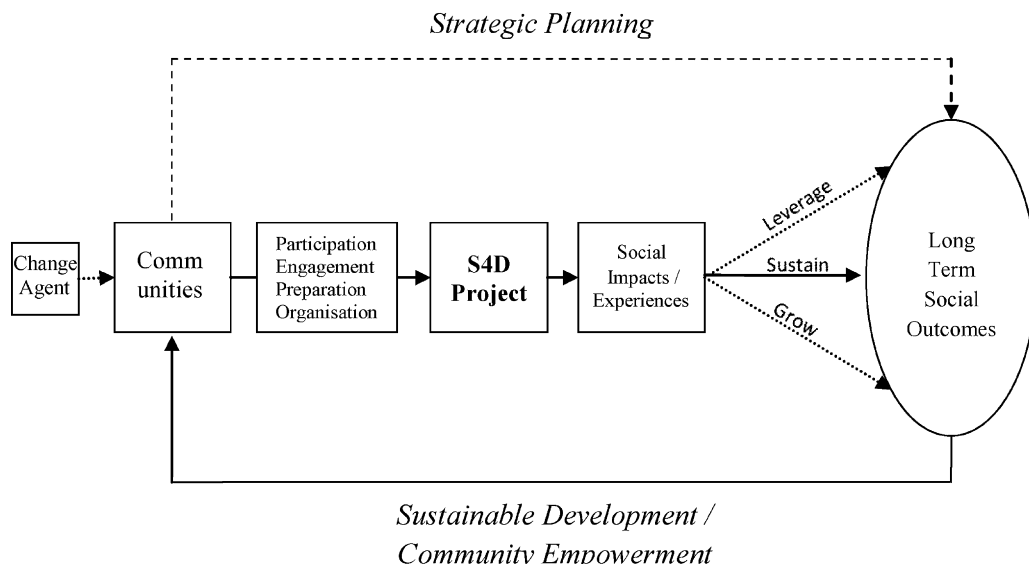 Strategic Planning
Change
Agent
Comm
unities
Participation
Engagement
Preparation
Organisation
S4D
Project
Social
Impacts /
Experiences
Leverage
Sustain
Grow
Long
Term
Social
Outcomes
Sustainable Development /
Community Empowerment